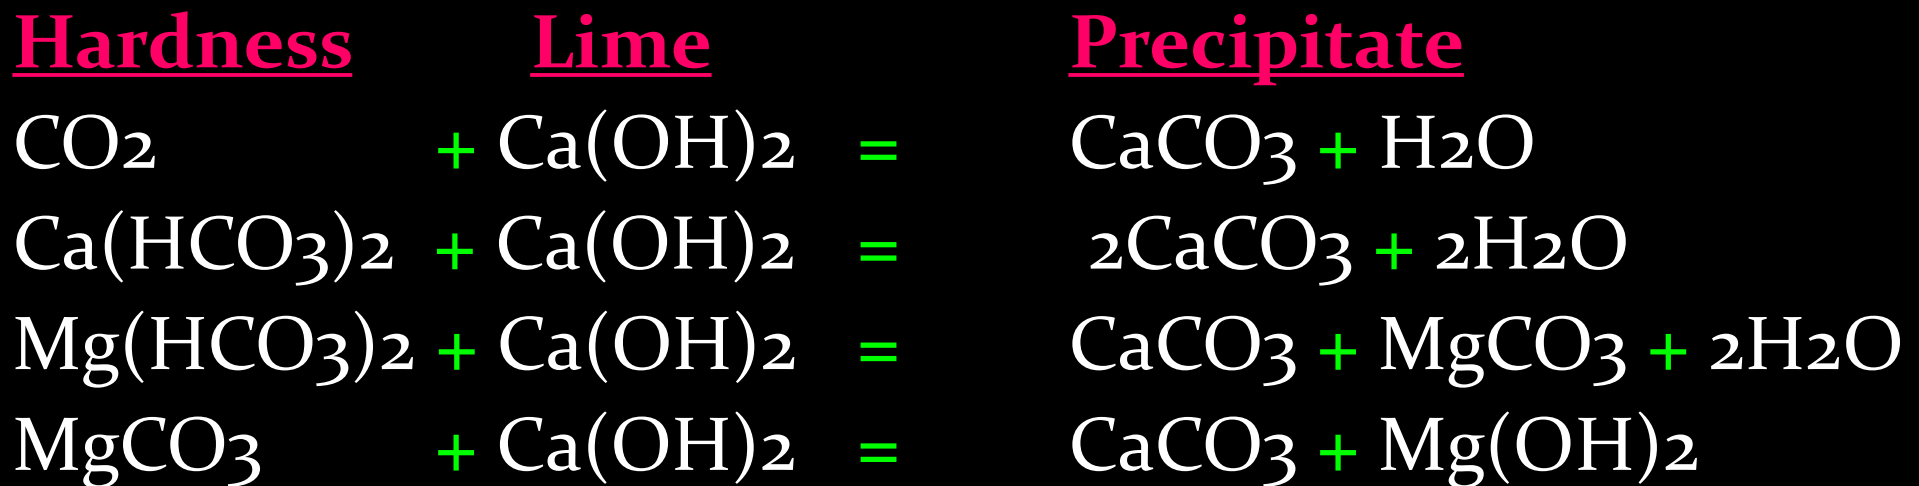 Hardness Lime Precipitate
CO2 + Ca(OH)2 = CaCO3 + H2O
Ca(HCO3)2 + Ca(OH)2 = 2CaCO3 + 2H2O
Mg(HCO3)2 + Ca(OH)2 = CaCO3 + MgCO3 + 2H2O
MgCO3 + Ca(OH)2 = CaCO3 + Mg(OH)2